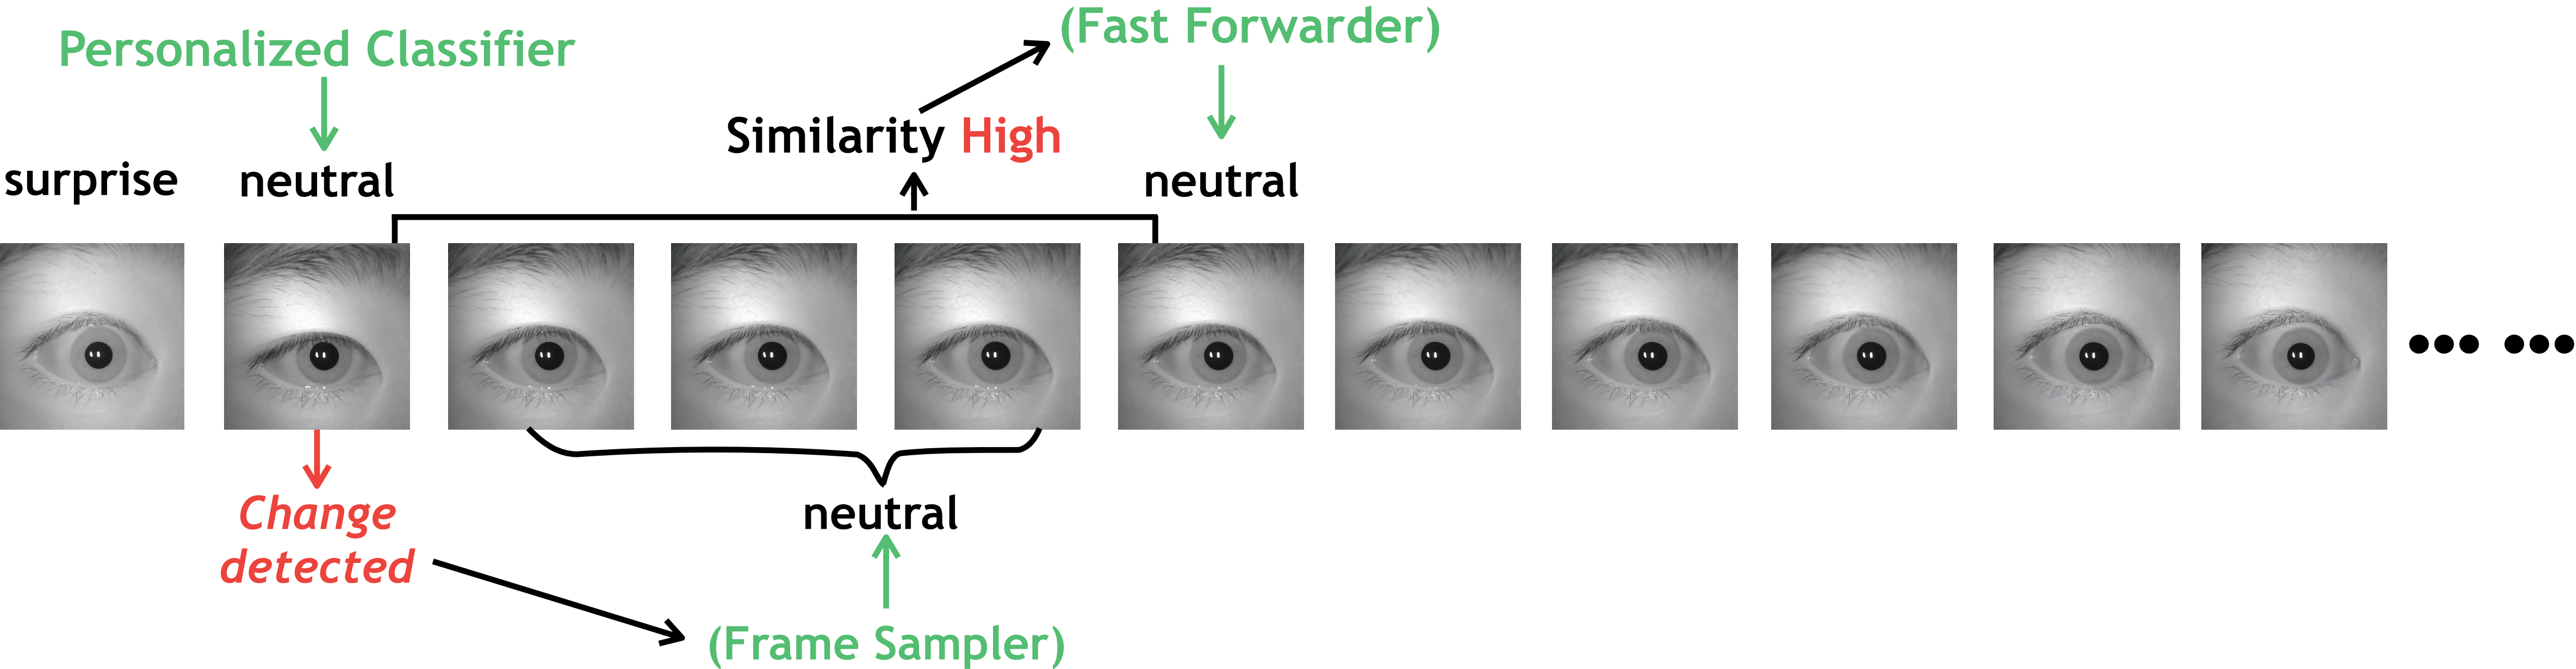 (Fast Forwarder)
Personalized Classifier
Similarity High
surprise
neutral
neutral
Change
detected
neutral
(Frame Sampler)